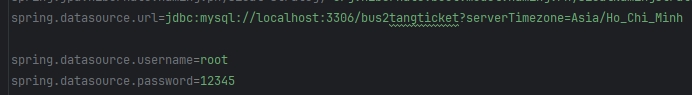 spring.datasource.url=jdbc:mysql://localhost:3306/bus2tangticket?serverTimezone=Asia/Ho_Chi_Minh
spring.datasource.username=root
spring.datasource.password=12345